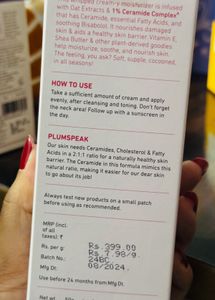 whipped creamy moisturizer is infused
with Oat Extracts & 1% Ceramide Complex*
that has Ceramide, essential Fatty Acids, and
soothing Bisabolol. It nourishes damaged
skin & aids a healthy skin barrier. Vitamin E,
Shea Butter & other plant-derived goodies
help moisturize, soothe, and nourish skin.
The feeling, you ask? Soft, supple, cocooned,
in all seasons!
HOW TO USE
Take a sufficient amount of cream and apply
evenly, after cleansing and toning. Don't forget
the neck area! Follow up with a sunscreen in
the day.
PLUMSPEAK
Our skin needs Ceramides, Cholesterol & Fatty
Acids in a 2:1:1 ratio for a naturally healthy skin
barrier. The Ceramide in this formula mimics this
natural ratio, making it easier for our dear skin
to go about its job!
Always test new products on a small patch
before using as recommended.
MRP (incl.
of all
taxes): ₹
Rs. 399.00
Rs. per g:
Rs. 7.98/g.
Batch No.:
Mfg Dt.
08/2024.
Use before 24 months from Mfg Dt.